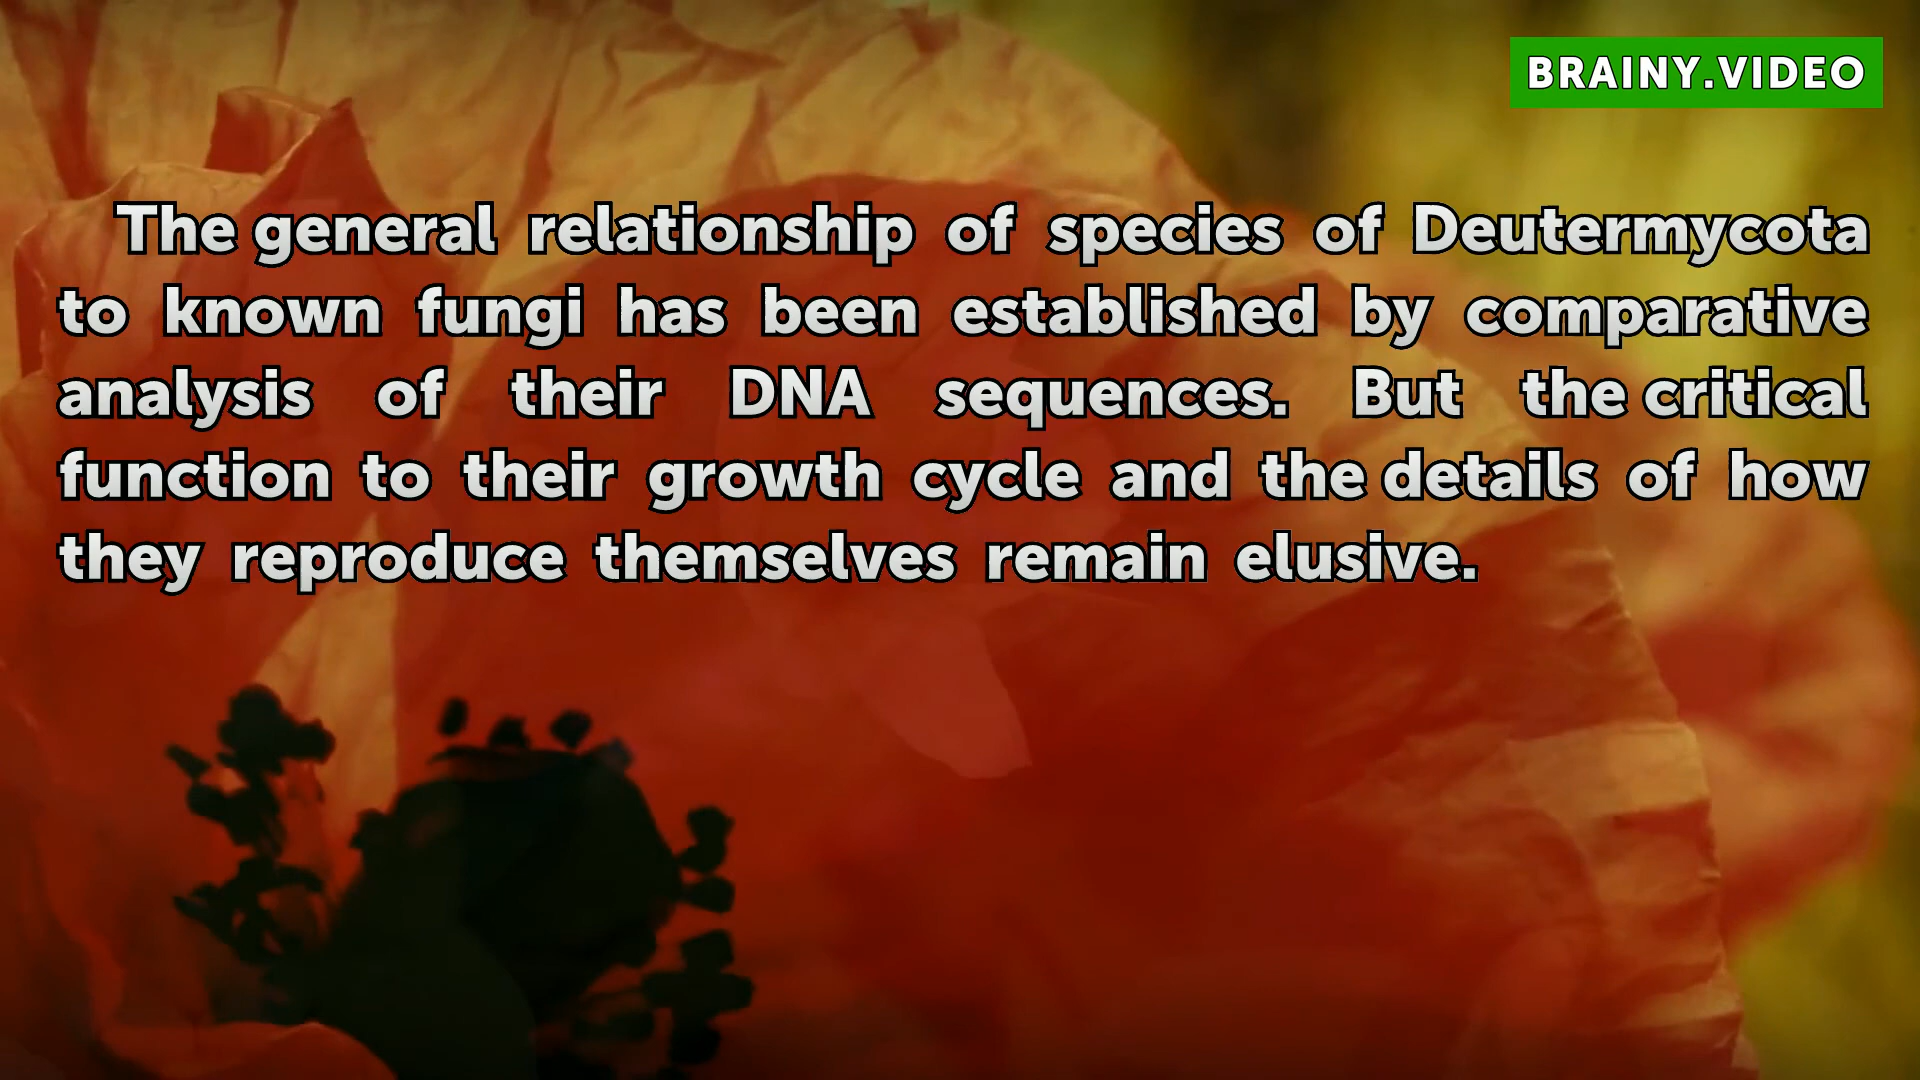 BRAINY.VIDEO
The general relationship of species of Deutermycota
to known fungi has been established by comparative
analysis of their DNA sequences. But the critical
function to their growth cycle and the details of how
they reproduce themselves remain elusive.